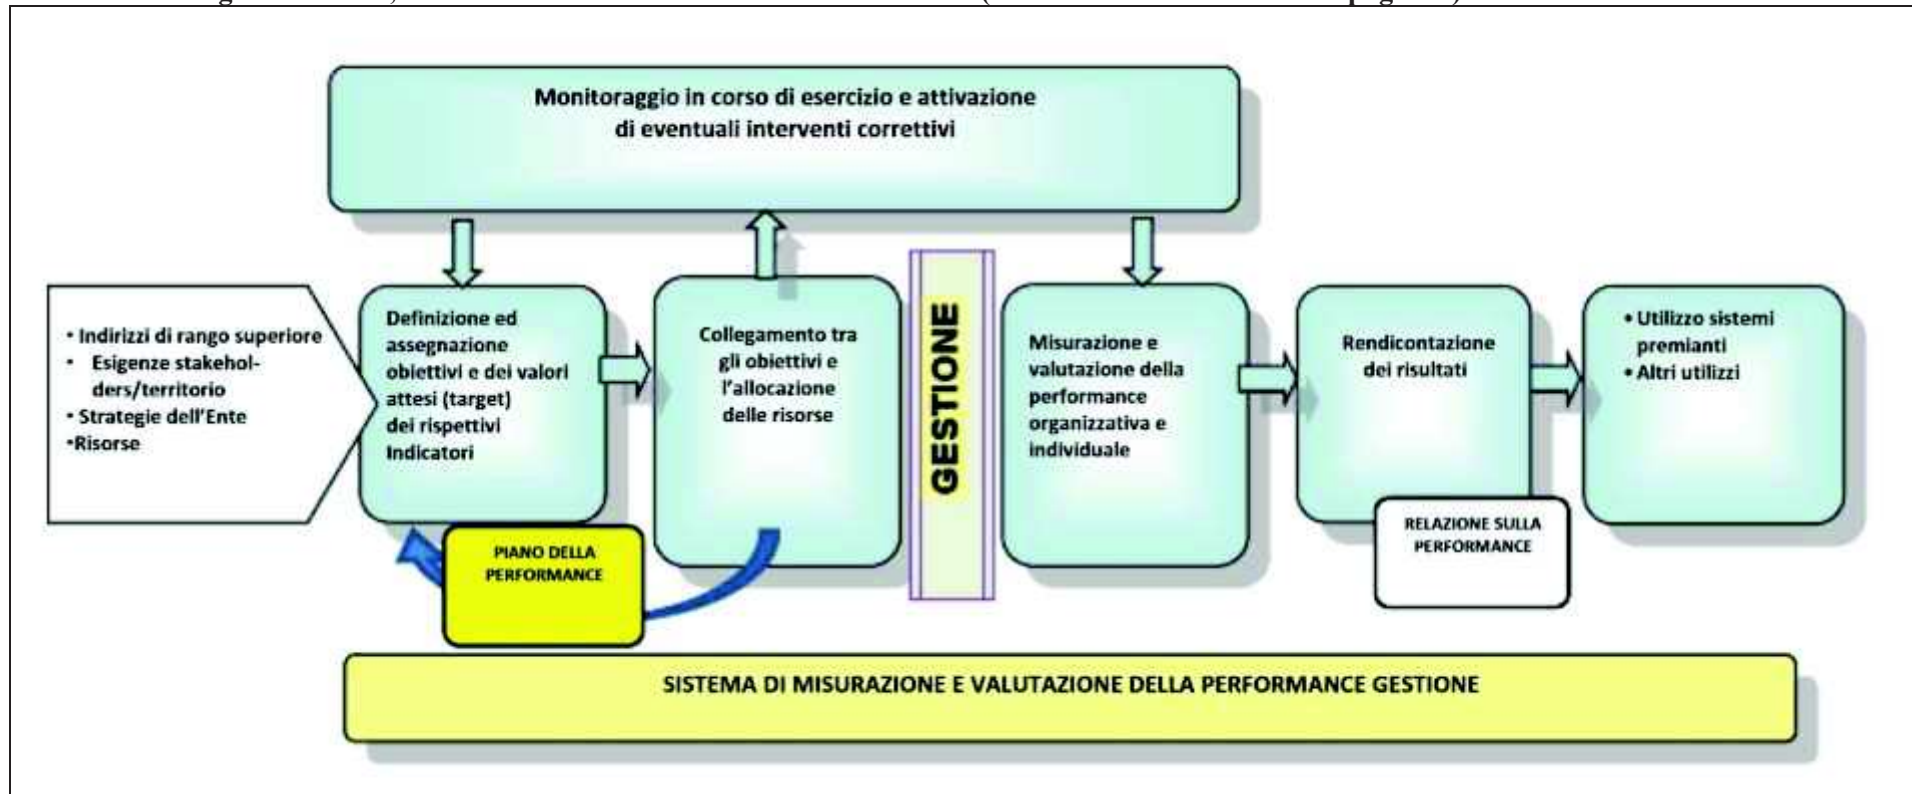 Monitoraggio in corso di esercizio e attivazione
di eventuali interventi correttivi
• Indirizzi di rango superiore
• Esigenze stakehol-
ders/territorio
• Strategie dell'Ente
•Risorse
Definizione ed
assegnazione
obiettivi e dei valori
attesi (target)
dei rispettivi
Indicatori
Collegamento tra
gli obiettivi e
l'allocazione
delle risorse
GESTIONE
Misurazione e
valutazione della
performance
organizzativa e
individuale
Rendicontazione
dei risultati
• Utilizzo sistemi
premianti
• Altri utilizzi
PIANO DELLA
PERFORMANCE
RELAZIONE SULLA
PERFORMANCE
SISTEMA DI MISURAZIONE E VALUTAZIONE DELLA PERFORMANCE GESTIONE